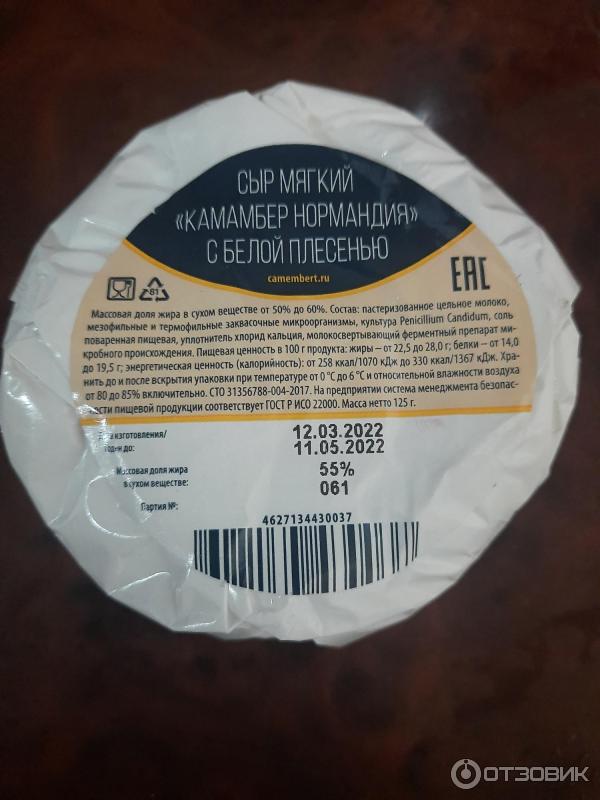 СЫР МЯГКИЙ
«КАМАМБЕР НОРМАНДИЯ»
С БЕЛОЙ ПЛЕСЕНЬЮ
camembert.ru
81
EAC
Массовая доля жира в сухом веществе от 50% до 60%. Состав: пастеризованное цельное молоко,
мезофильные и термофильные заквасочные микроорганизмы, культура Penicillium Candidum, соль
поваренная пищевая, уплотнитель хлорид кальция, молокосвертывающий ферментный препарат ми-
кробного происхождения. Пищевая ценность в 100 г продукта: жиры – от 22,5 до 28,0 г; белки – от 14,0
до 19,5 г; энергетическая ценность (калорийность): от 258 ккал/1070 кДж до 330 ккал/1367 кДж. Хра-
нить до и после вскрытия упаковки при температуре от 0 °С до 6 °С и относительной влажности воздуха
от 80 до 85% включительно. СТО 31356788-004-2017. На предприятии система менеджмента безопас-
ности пищевой продукции соответствует ГОСТ Р ИСО 22000. Масса нетто 125 г.
изготовления/ 12.03.2022
до: 11.05.2022
Массовая доля жира 55%
в сухом веществе: 061
Партия №:
4627134430037
ОТЗОВИК